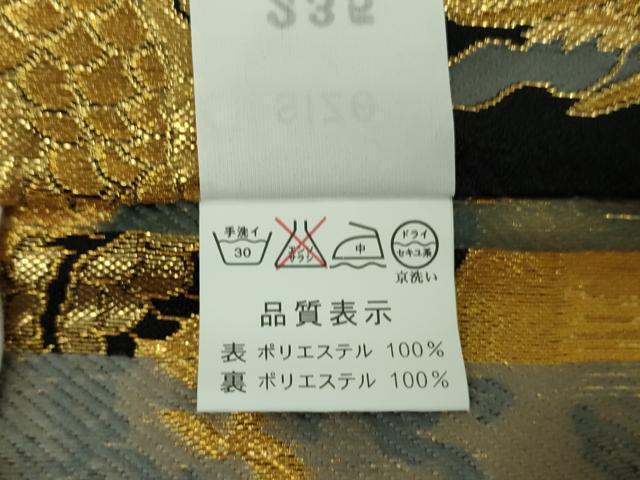 手洗イ
30
エンソ
サラシ
中
ドライ
セキユ系
京洗い
品質表示
表 ポリエステル 100%
裏 ポリエステル 100%